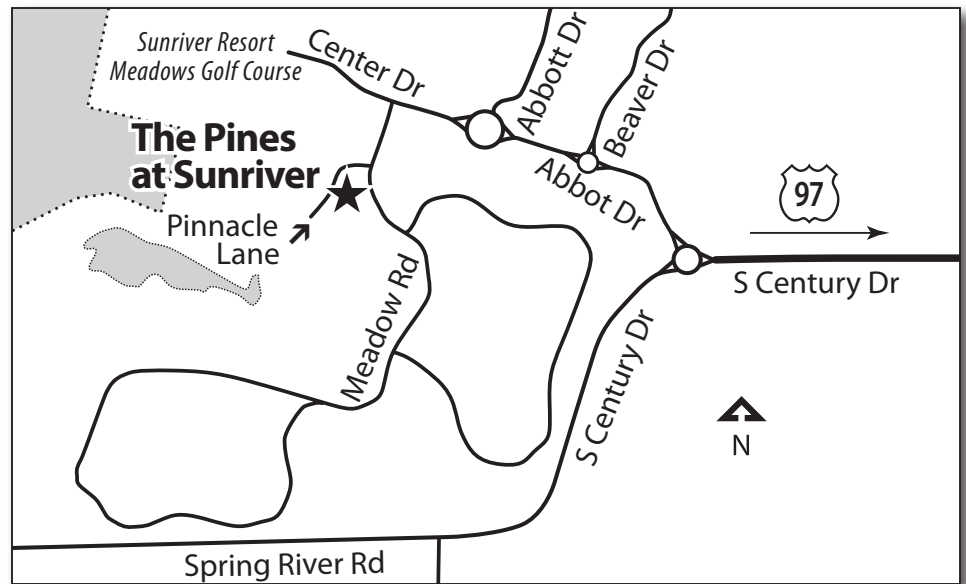 Sunriver Resort
Meadows Golf Course
Center Dr
Abbott Dr
Beaver Dr
The Pines
at Sunriver
Abbot Dr
97
Pinnacle
Lane
S Century Dr
Meadow Rd
S Century Dr
N
Spring River Rd